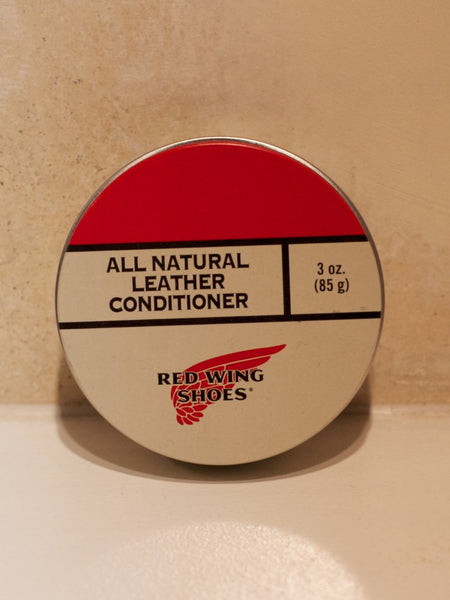 ALL NATURAL
LEATHER
CONDITIONER
3 oz.
(85 g)
RED WING
SHOES®